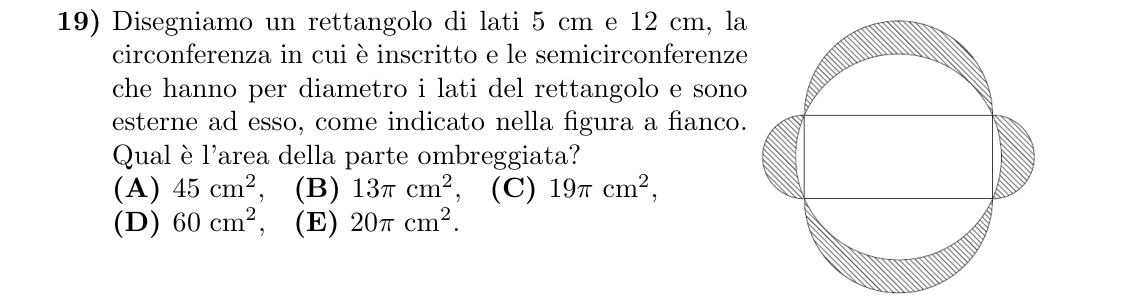 19) Disegniamo un rettangolo di lati 5 cm e 12 cm, la
circonferenza in cui è inscritto e le semicirconferenze
che hanno per diametro i lati del rettangolo e sono
esterne ad esso, come indicato nella figura a fianco.
Qual è l'area della parte ombreggiata?
(A) 45 cm², (B) 13π cm², (C) 19π cm²,
(D) 60 cm², (E) 20π cm².